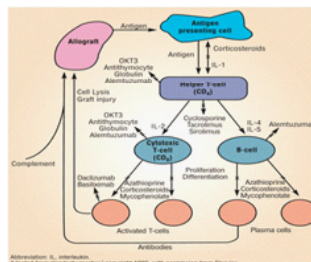 Allograft
Antigen
Antigen
presenting cell
Antigen
Corticosteroids
IL-1
OKT3
Antithymocyte
Globulin
Alemtuzumab
Helper T-cell
(CD₄)
Cell Lysis
Graft injury
OKT3
Antithymocyte
Globulin
Alemtuzumab
IL-2
Cyclosporine
Tacrolimus
Sirolimus
IL-4
IL-5
Alemtuzuma
Cytotoxic
T-cell
(CD₈)
B-cell
Complement
Daclizumab
Basiliximab
Azathioprine
Corticosteroids
Mycophenolate
Proliferation
Differentiation
Azathioprine
Corticosteroids
Mycophenolate
Activated T-cells
Plasma cells
Antibodies
Abbreviation: IL, interleukin